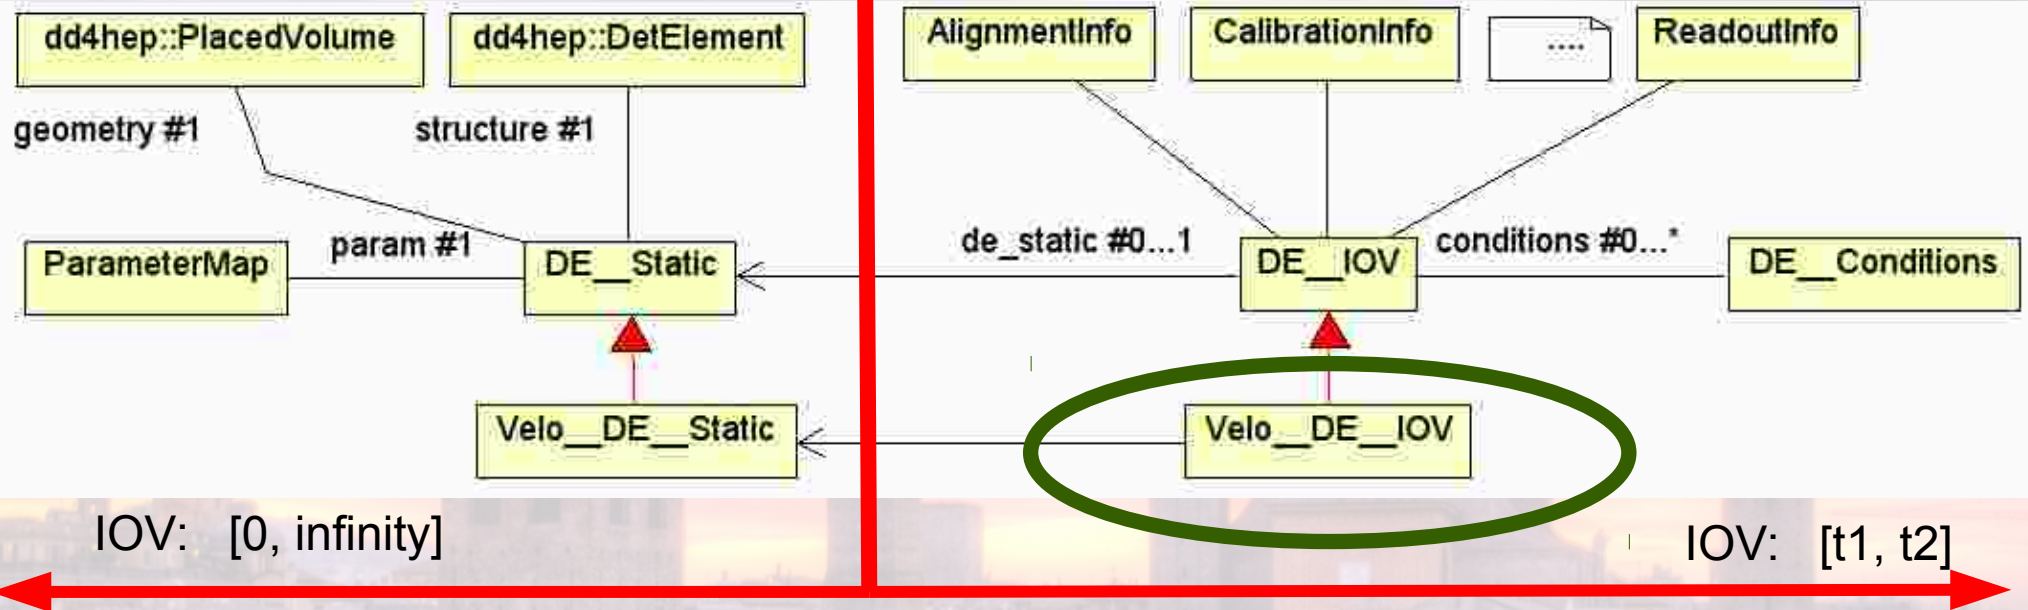 dd4hep::PlacedVolume
dd4hep::DetElement
AlignmentInfo
CalibrationInfo
....
ReadoutInfo
geometry #1
structure #1
ParameterMap
param #1
DE__Static
de_static #0...1
DE__IOV
conditions #0...*
DE__Conditions
Velo__DE__Static
Velo__DE__IOV
IOV: [0, infinity]
IOV: [t1, t2]